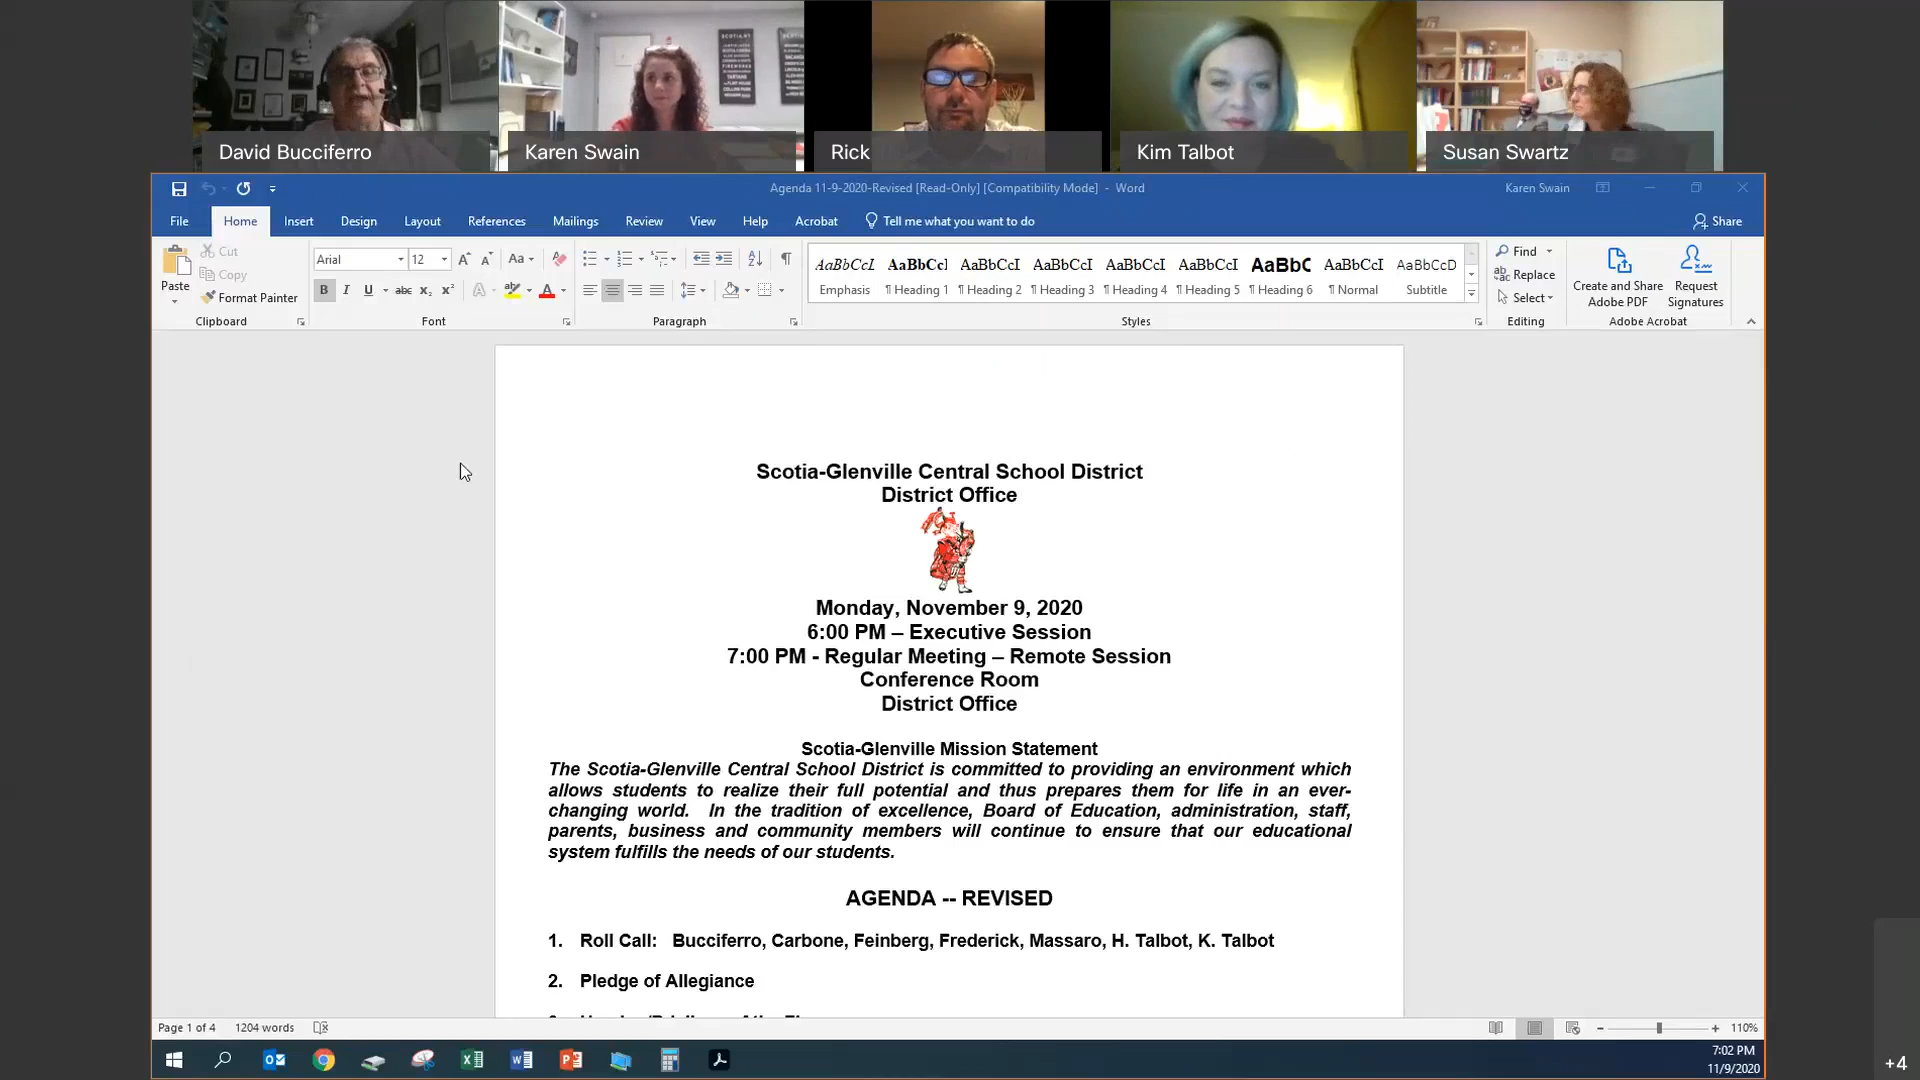 David Bucciferro
Karen Swain
Rick
Kim Talbot
Susan Swartz
Agenda 11-9-2020-Revised [Read-Only] [Compatibility Mode] - Word
Karen Swain
File Home Insert Design Layout References Mailings Review View Help Acrobat Tell me what you want to do Share
Cut
Copy
Paste
Format Painter
Clipboard
Arial 12
Font
Paragraph
AaBbCcI AaBbCcI AaBbCcI AaBbCcI AaBbCcI AaBbCcI AaBbC AaBbCcI AaBbCcD
Emphasis ¶ Heading 1 ¶ Heading 2 ¶ Heading 3 ¶ Heading 4 ¶ Heading 5 ¶ Heading 6 ¶ Normal Subtitle
Styles
Find
Replace
Select
Editing
Create and Share
Adobe PDF
Request
Signatures
Adobe Acrobat
Scotia-Glenville Central School District
District Office
Monday, November 9, 2020
6:00 PM – Executive Session
7:00 PM - Regular Meeting – Remote Session
Conference Room
District Office
Scotia-Glenville Mission Statement
The Scotia-Glenville Central School District is committed to providing an environment which
allows students to realize their full potential and thus prepares them for life in an ever-
changing world. In the tradition of excellence, Board of Education, administration, staff,
parents, business and community members will continue to ensure that our educational
system fulfills the needs of our students.
AGENDA -- REVISED
1. Roll Call: Bucciferro, Carbone, Feinberg, Frederick, Massaro, H. Talbot, K. Talbot
2. Pledge of Allegiance
Page 1 of 4 1204 words
110%
7:02 PM
11/9/2020
+4